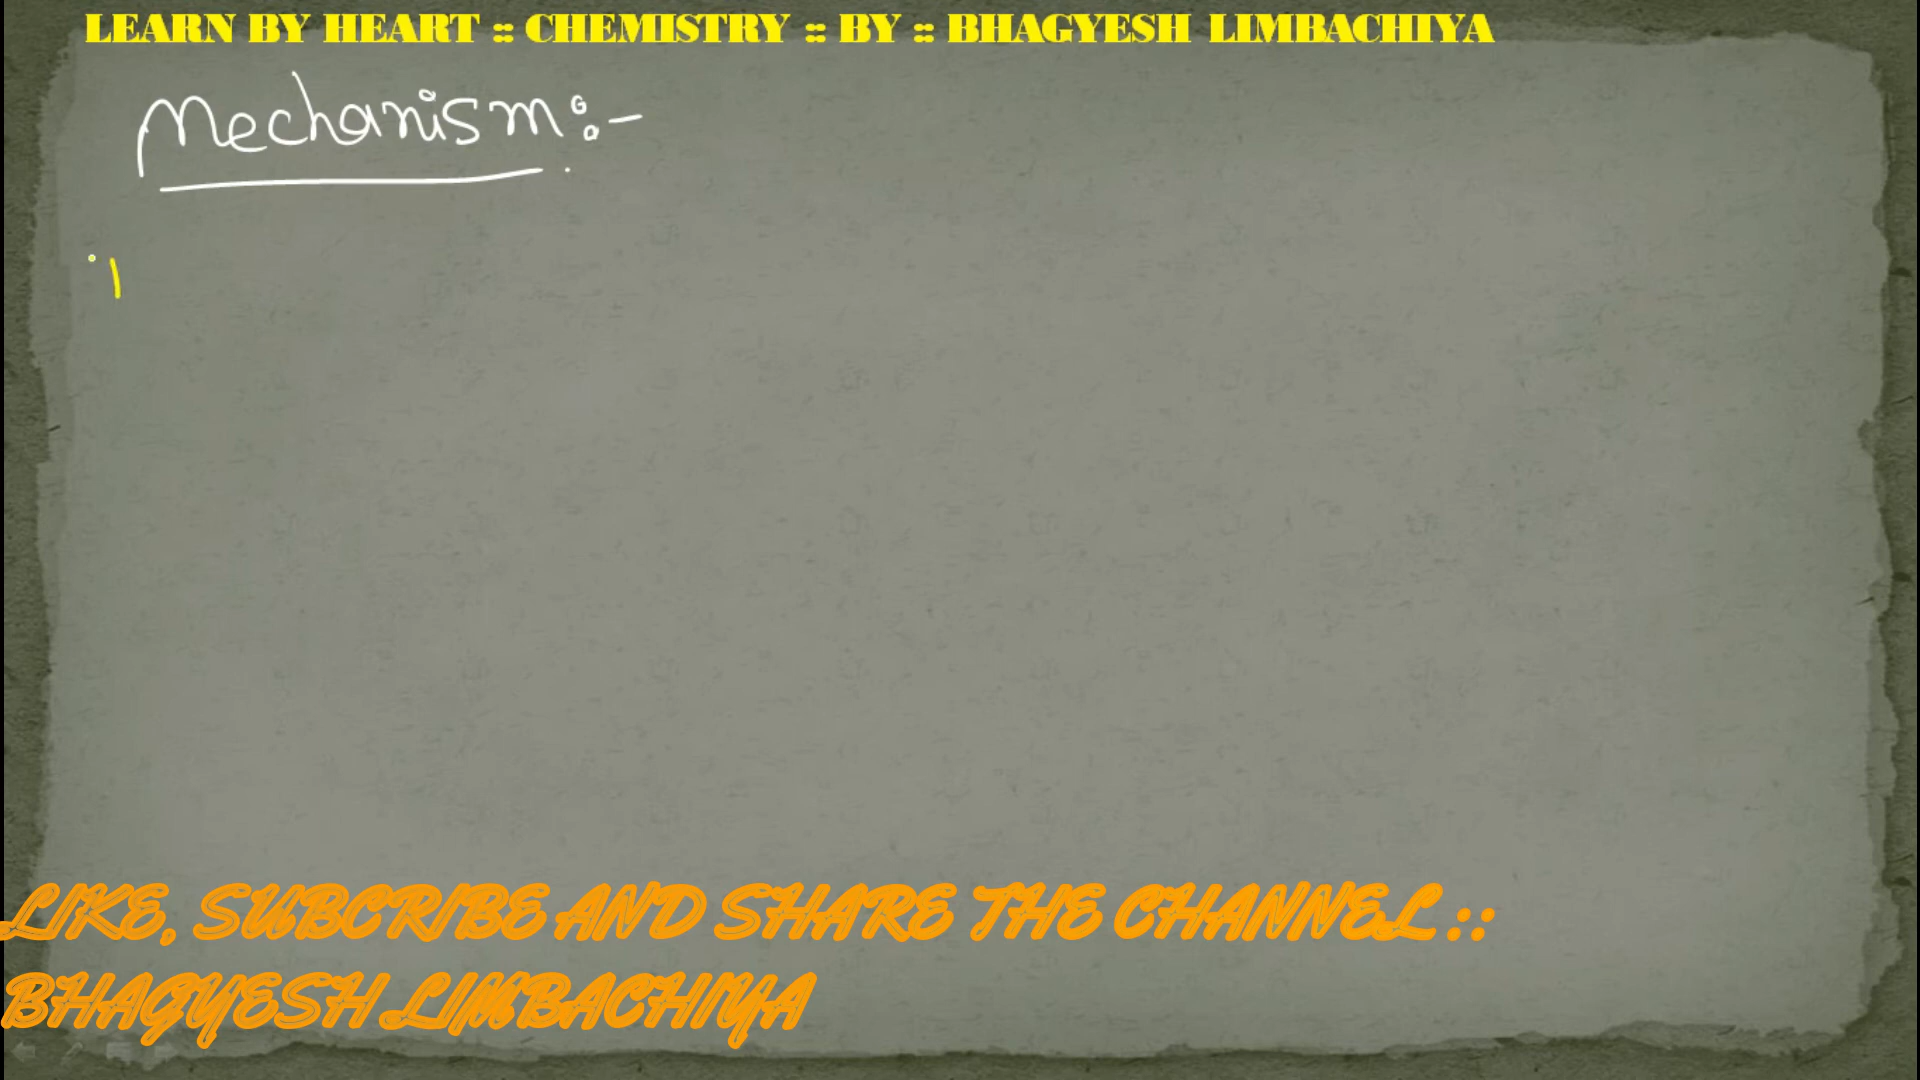 LEARN BY HEART :: CHEMISTRY :: BY :: BHAGYESH LIMBACHIYA
Mechanism:-
LIKE, SUBCRIBE AND SHARE THE CHANNEL ::
BHAGYESH LIMBACHIYA